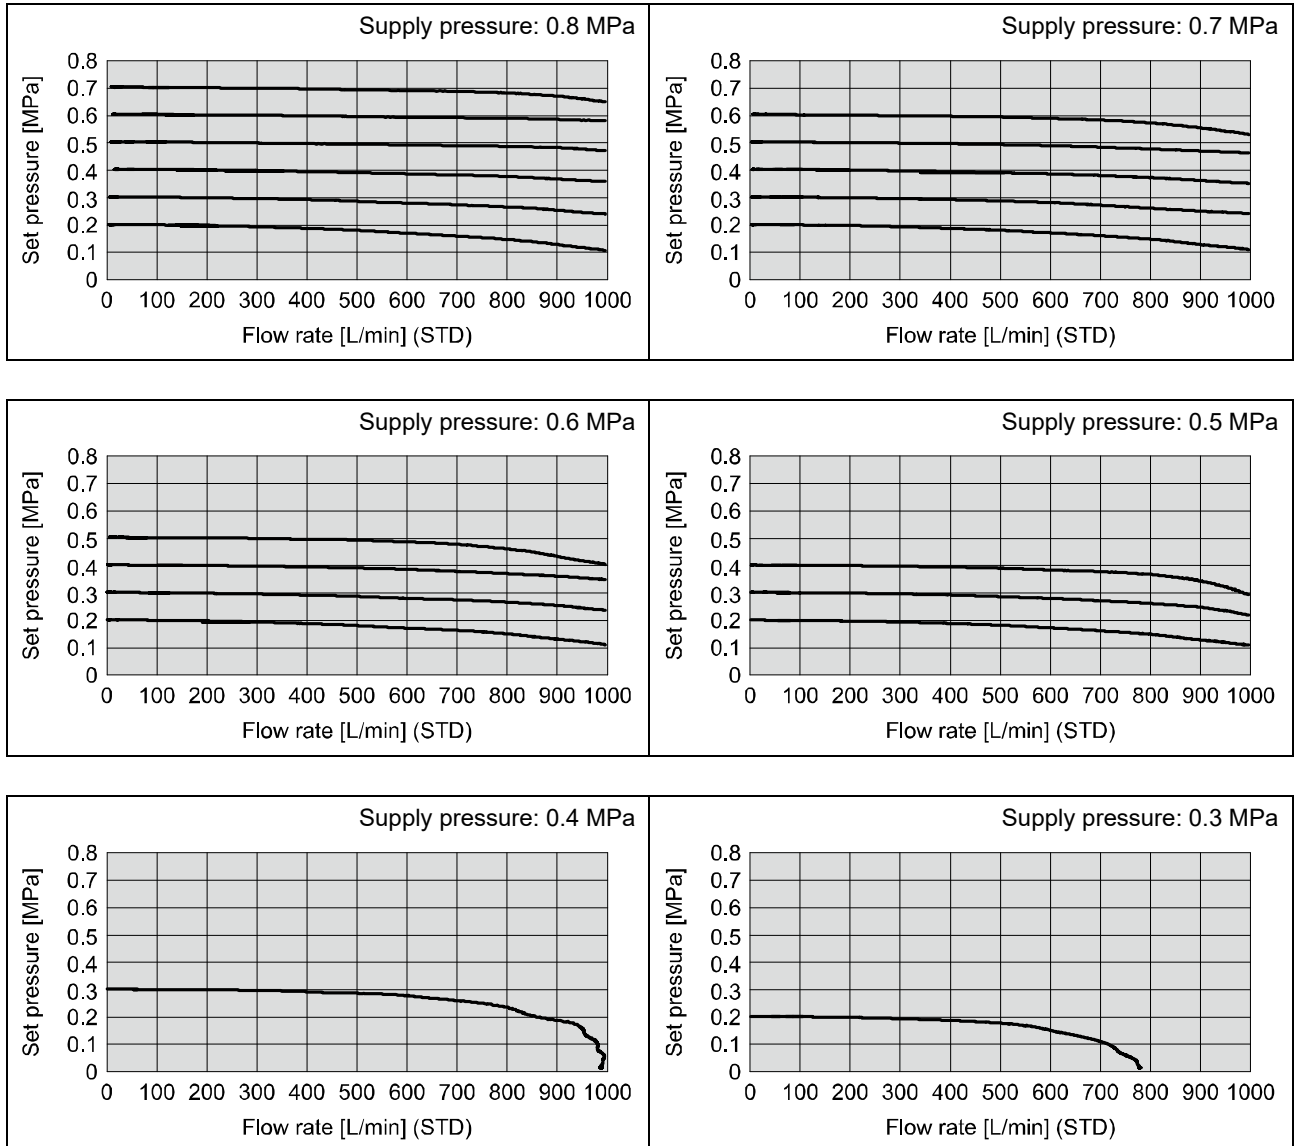 Supply pressure: 0.8 MPa
Set pressure [MPa]
0.8
0.7
0.6
0.5
0.4
0.3
0.2
0.1
0
0 100 200 300 400 500 600 700 800 900 1000
Flow rate [L/min] (STD)
Supply pressure: 0.7 MPa
Set pressure [MPa]
0.8
0.7
0.6
0.5
0.4
0.3
0.2
0.1
0
0 100 200 300 400 500 600 700 800 900 1000
Flow rate [L/min] (STD)
Supply pressure: 0.6 MPa
Set pressure [MPa]
0.8
0.7
0.6
0.5
0.4
0.3
0.2
0.1
0
0 100 200 300 400 500 600 700 800 900 1000
Flow rate [L/min] (STD)
Supply pressure: 0.5 MPa
Set pressure [MPa]
0.8
0.7
0.6
0.5
0.4
0.3
0.2
0.1
0
0 100 200 300 400 500 600 700 800 900 1000
Flow rate [L/min] (STD)
Supply pressure: 0.4 MPa
Set pressure [MPa]
0.8
0.7
0.6
0.5
0.4
0.3
0.2
0.1
0
0 100 200 300 400 500 600 700 800 900 1000
Flow rate [L/min] (STD)
Supply pressure: 0.3 MPa
Set pressure [MPa]
0.8
0.7
0.6
0.5
0.4
0.3
0.2
0.1
0
0 100 200 300 400 500 600 700 800 900 1000
Flow rate [L/min] (STD)